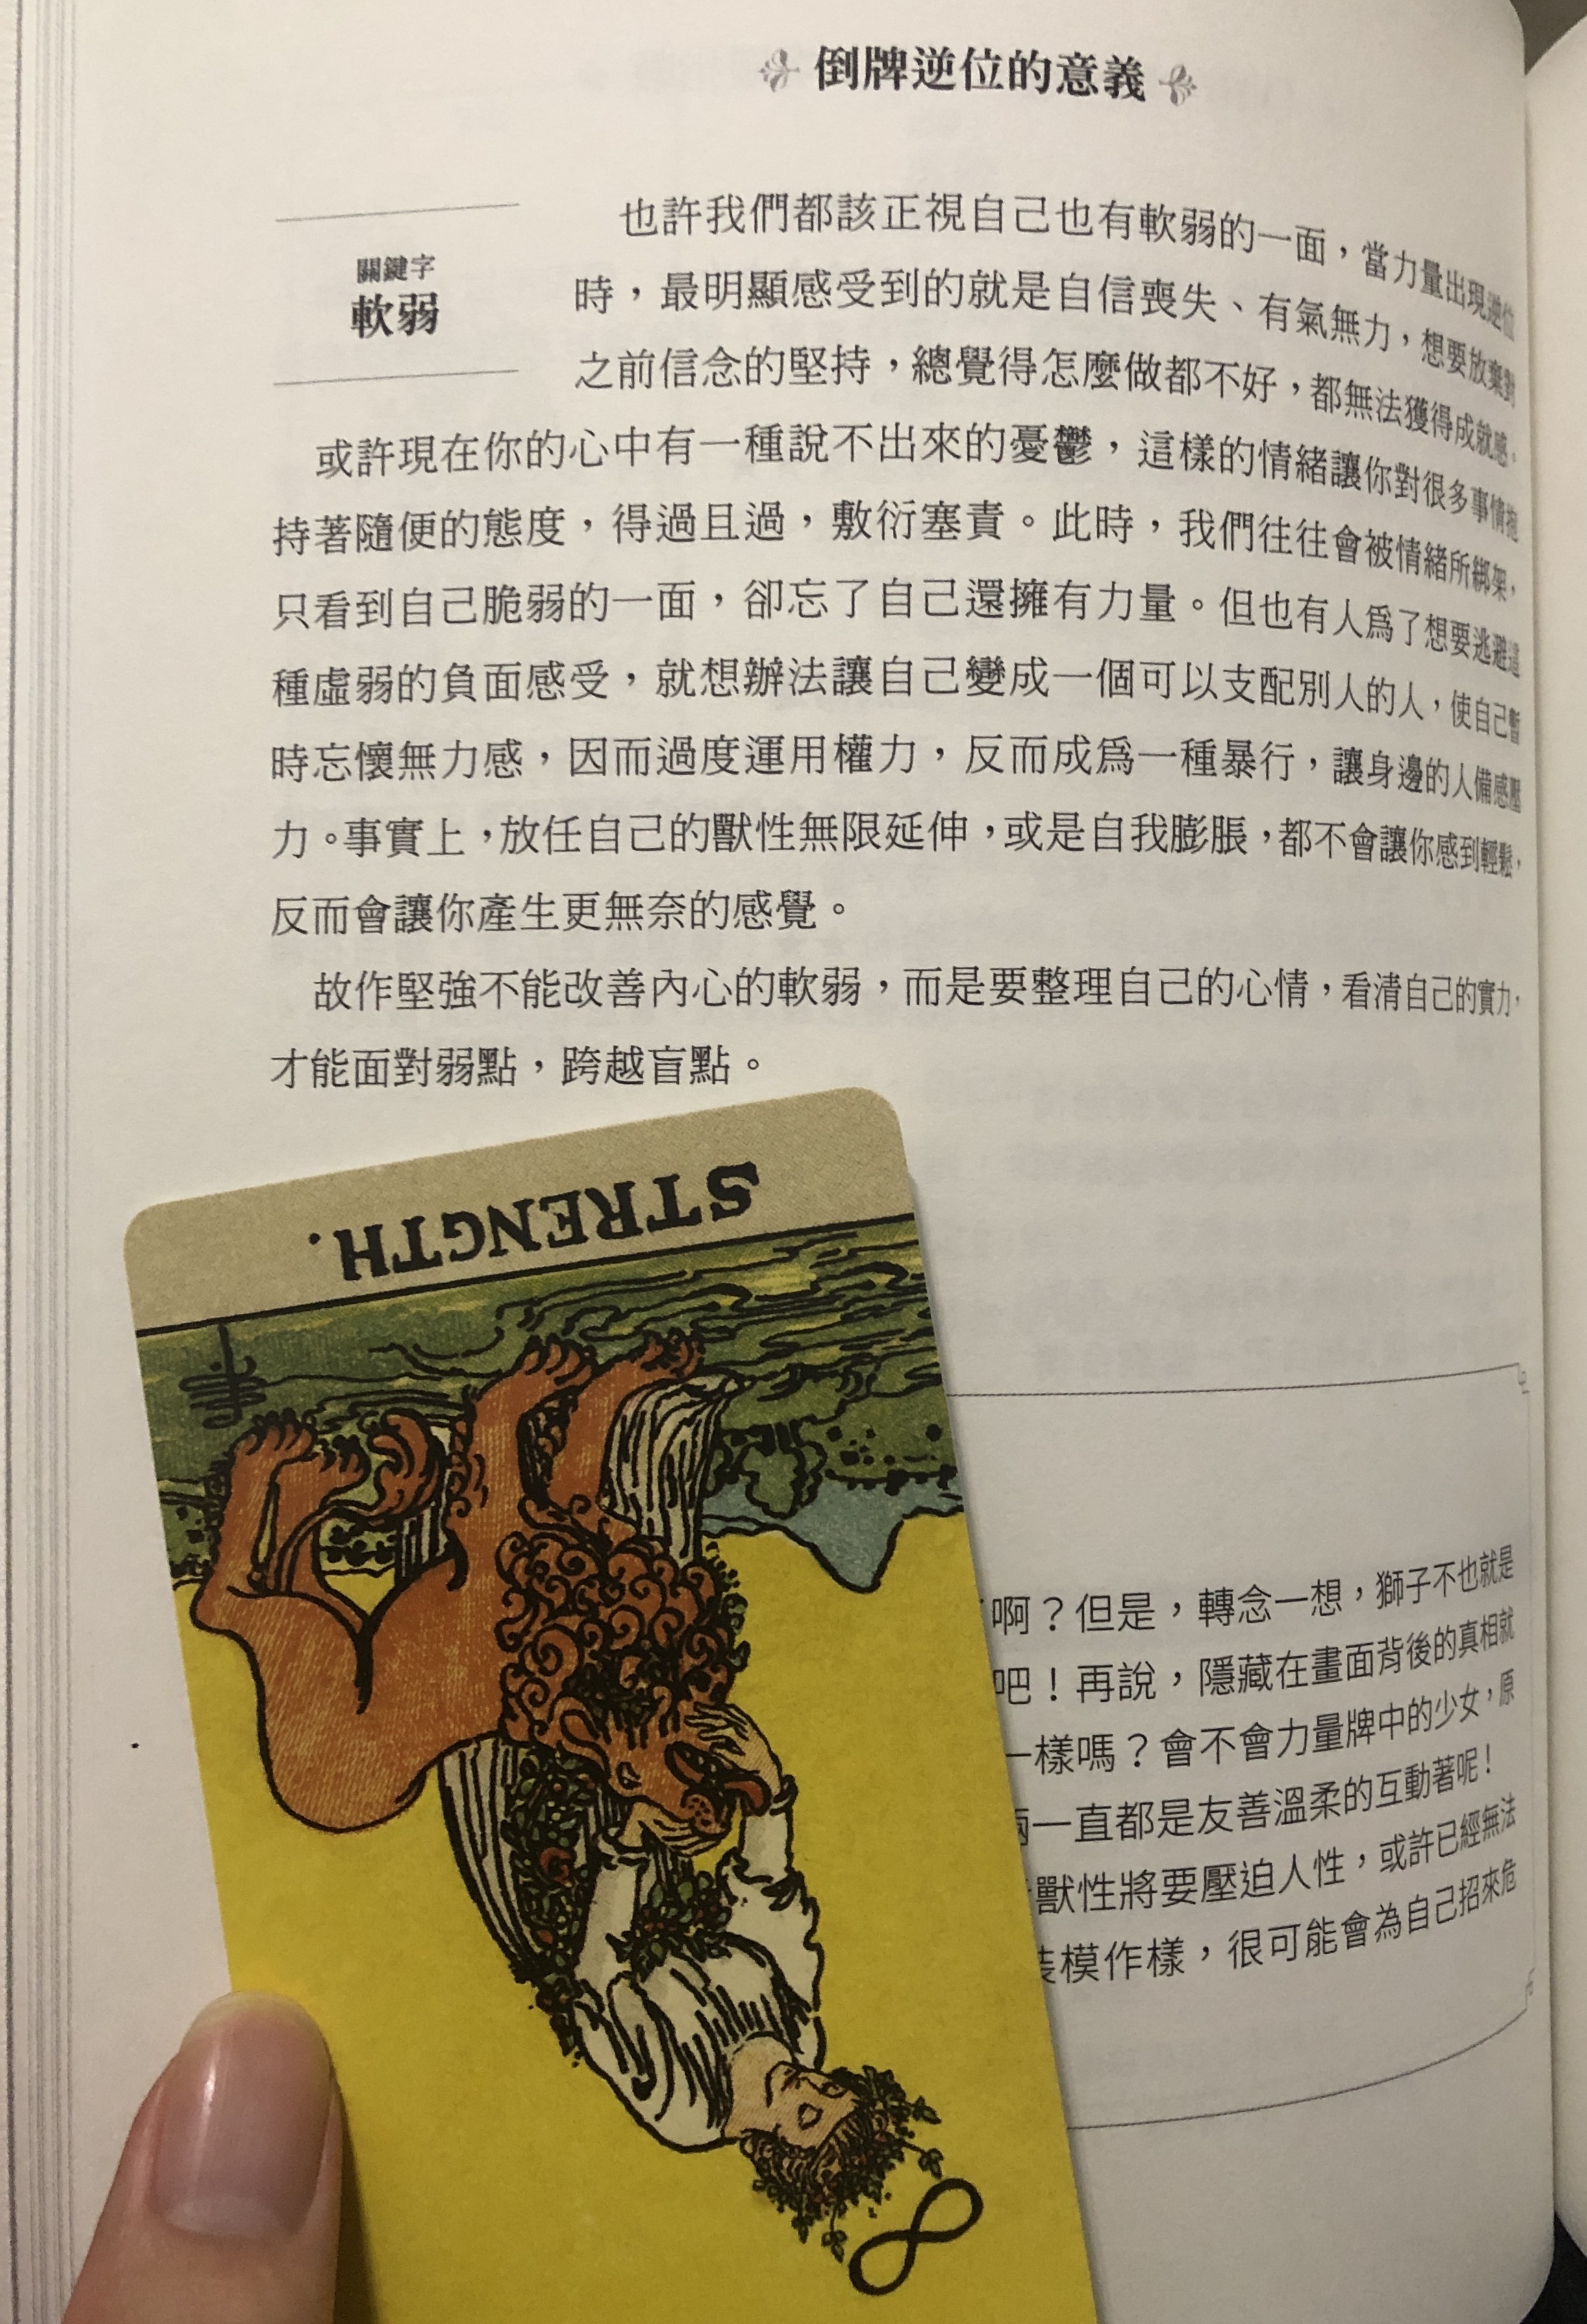 倒牌逆位的意義
關鍵字
軟弱
也許我們都該正視自己也有軟弱的一面，當力量出現逆位
時，最明顯感受到的就是自信喪失、有氣無力，想要放棄對
之前信念的堅持，總覺得怎麼做都不好，都無法獲得成就感。
或許現在你的心中有一種說不出來的憂鬱，這樣的情緒讓你對很多事情抱
持著隨便的態度，得過且過，敷衍塞責。此時，我們往往會被情緒所綁架，
只看到自己脆弱的一面，卻忘了自己還擁有力量。但也有人爲了想要逃避這
種虛弱的負面感受，就想辦法讓自己變成一個可以支配別人的人，使自己暫
時忘懷無力感，因而過度運用權力，反而成爲一種暴行，讓身邊的人備感壓
力。事實上，放任自己的獸性無限延伸，或是自我膨脹，都不會讓你感到輕鬆，
反而會讓你產生更無奈的感覺。
故作堅強不能改善內心的軟弱，而是要整理自己的心情，看清自己的實力，
才能面對弱點，跨越盲點。
STRENGTH.
啊？但是，轉念一想，獅子不也就是
吧！再說，隱藏在畫面背後的真相就
一樣嗎？會不會力量牌中的少女，原
一直都是友善溫柔的互動著呢！
獸性將要壓迫人性，或許已經無法
裝模作樣，很可能會為自己招來危